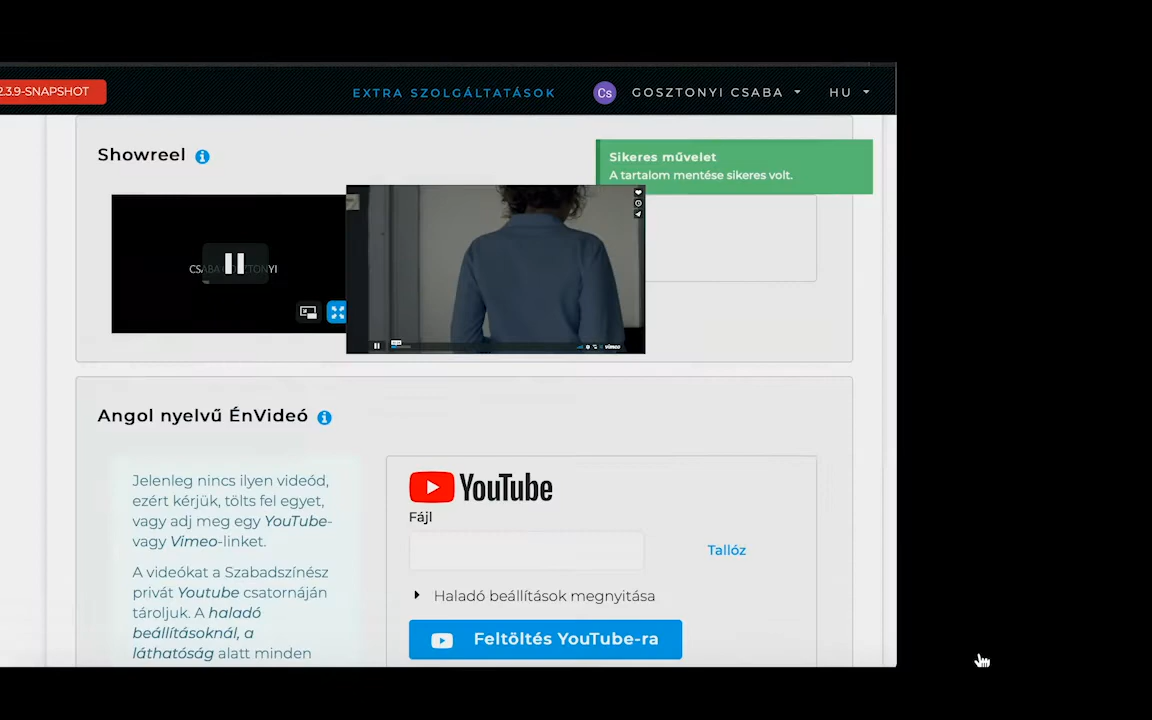 2.3.9-SNAPSHOT
EXTRA SZOLGÁLTATÁSOK
Cs
GOSZTONYI CSABA
HU
Showreel
Sikeres művelet
A tartalom mentése sikeres volt.
CSABA GOSZTONYI
vimeo
Angol nyelvű ÉnVideó
Jelenleg nincs ilyen videód,
ezért kérjük, tölts fel egyet,
vagy adj meg egy YouTube-
vagy Vimeo-linket.
A videókat a Szabadszínész
privát Youtube csatornáján
tároljuk. A haladó
beállításoknál, a
láthatóság alatt minden
YouTube
Fájl
Tallóz
Haladó beállítások megnyitása
Feltöltés YouTube-ra